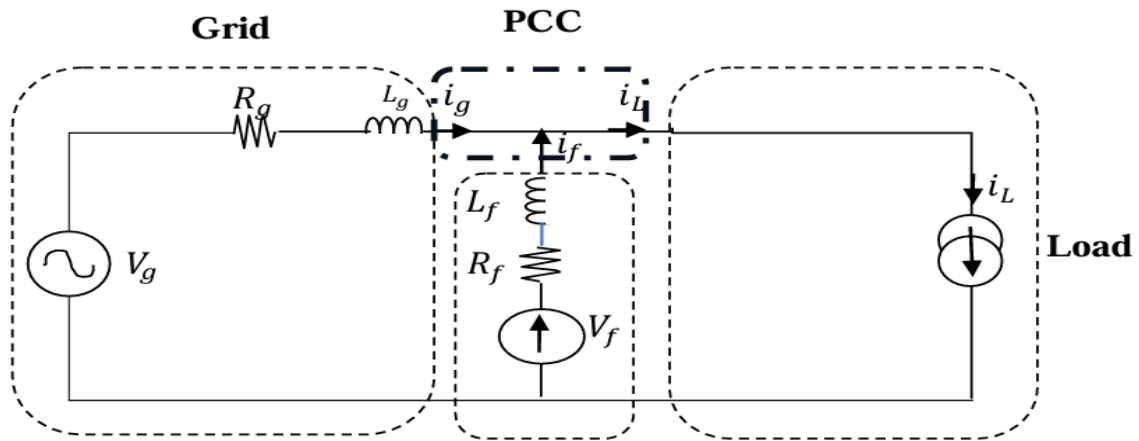 Grid
PCC
R_g
L_g
i_g
i_L
i_f
L_f
i_L
R_f
V_g
Load
V_f